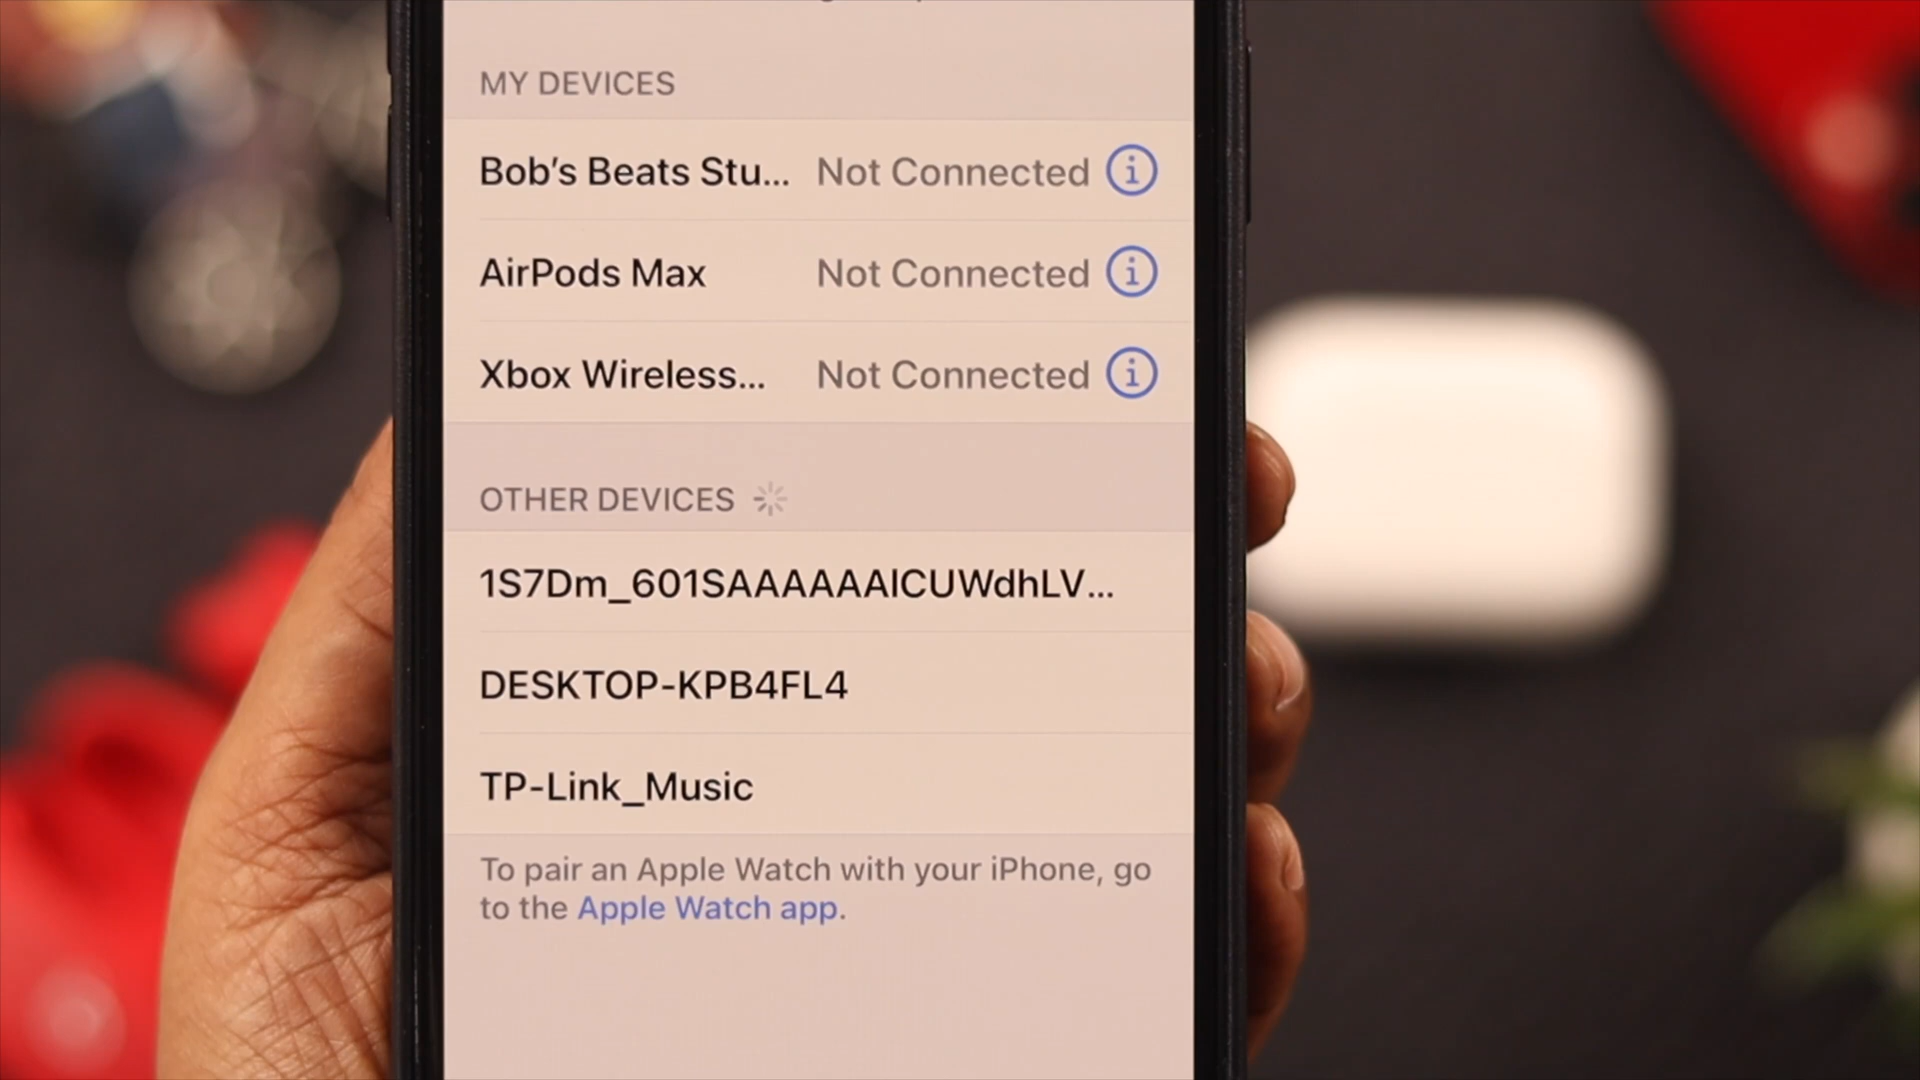 MY DEVICES
Bob's Beats Stu... Not Connected
AirPods Max Not Connected
Xbox Wireless... Not Connected
OTHER DEVICES
1S7Dm_601SAAAAAAICUWdhLV...
DESKTOP-KPB4FL4
TP-Link_Music
To pair an Apple Watch with your iPhone, go
to the Apple Watch app.